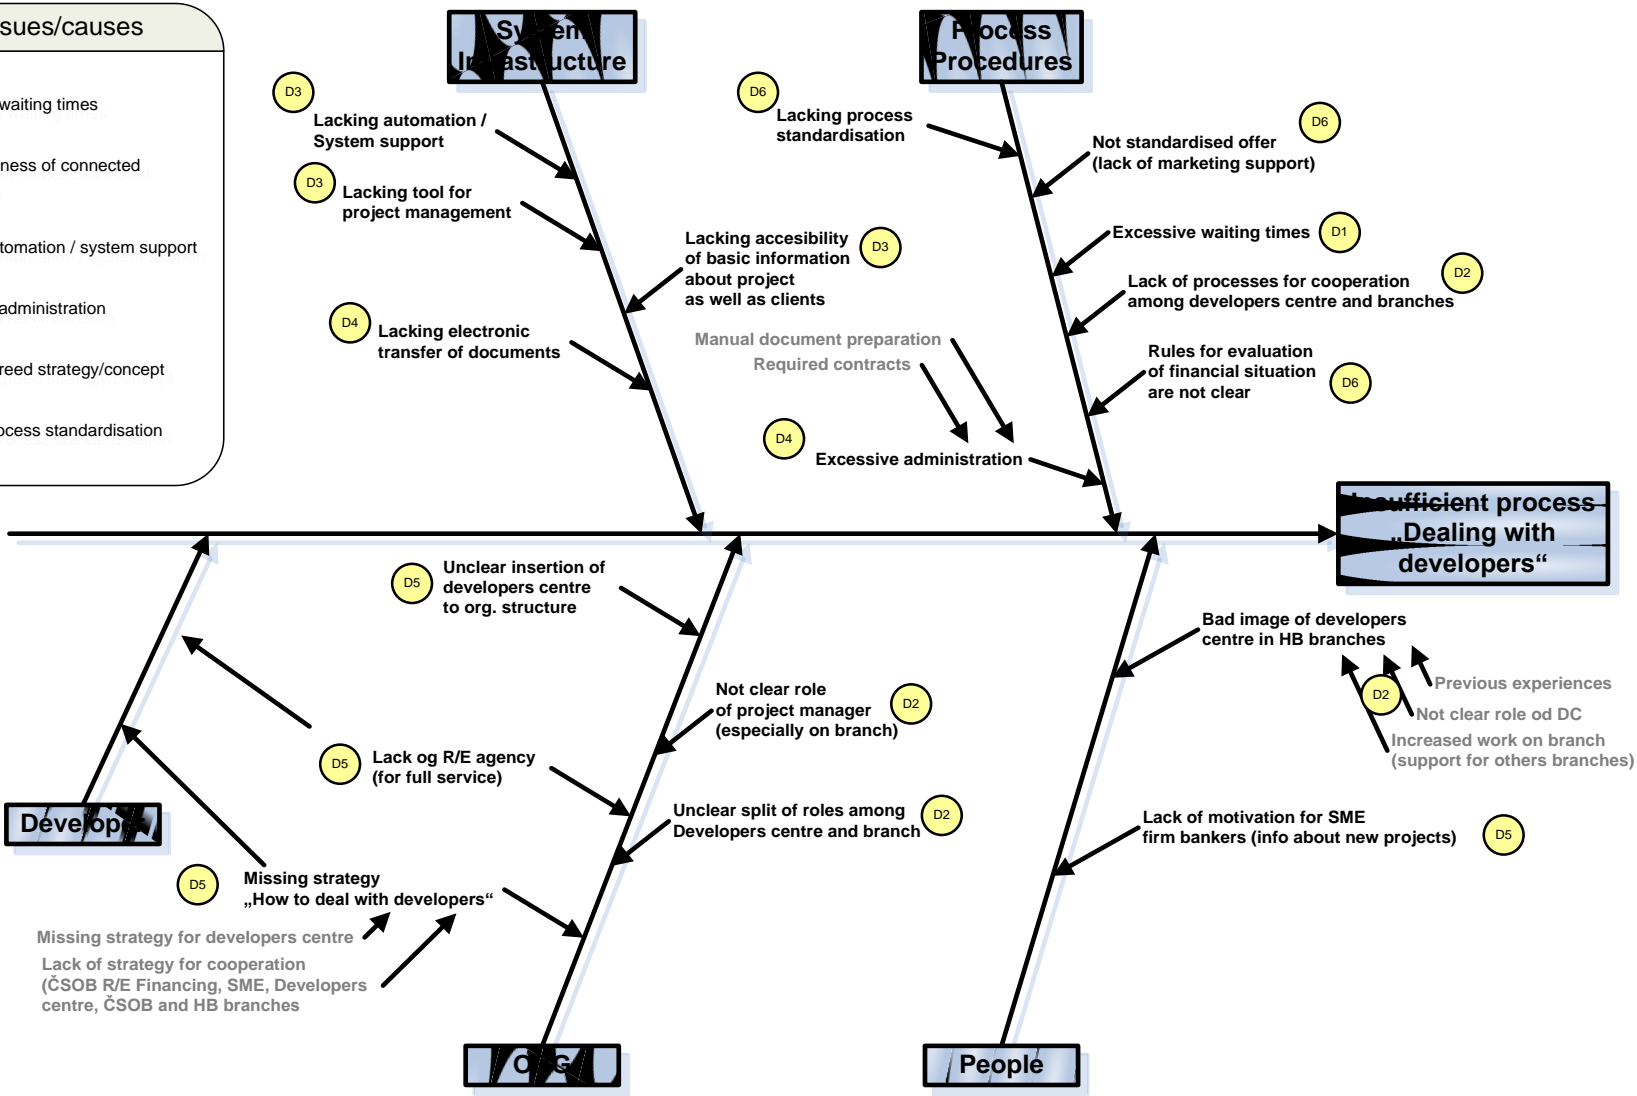 sues/causes
waiting times
ness of connected
tomation / system support
administration
reed strategy/concept
ocess standardisation
System
Infrastructure
Process
Procedures
D3
Lacking automation /
System support
D3
Lacking tool for
project management
Lacking accesibility
of basic information
about project
as well as clients
D3
D4
Lacking electronic
transfer of documents
D6
Lacking process
standardisation
D6
Not standardised offer
(lack of marketing support)
Excessive waiting times
D1
D2
Lack of processes for cooperation
among developers centre and branches
Manual document preparation
Required contracts
Rules for evaluation
of financial situation
are not clear
D6
D4
Excessive administration
Insufficient process
„Dealing with
developers“
D5
Unclear insertion of
developers centre
to org. structure
Bad image of developers
centre in HB branches
D2
Previous experiences
Not clear role od DC
Increased work on branch
(support for others branches)
Not clear role
of project manager
(especially on branch)
D2
D5
Lack og R/E agency
(for full service)
Unclear split of roles among
Developers centre and branch
D2
Lack of motivation for SME
firm bankers (info about new projects)
D5
Developer
D5
Missing strategy
„How to deal with developers“
Missing strategy for developers centre
Lack of strategy for cooperation
(ČSOB R/E Financing, SME, Developers
centre, ČSOB and HB branches
ORG
People